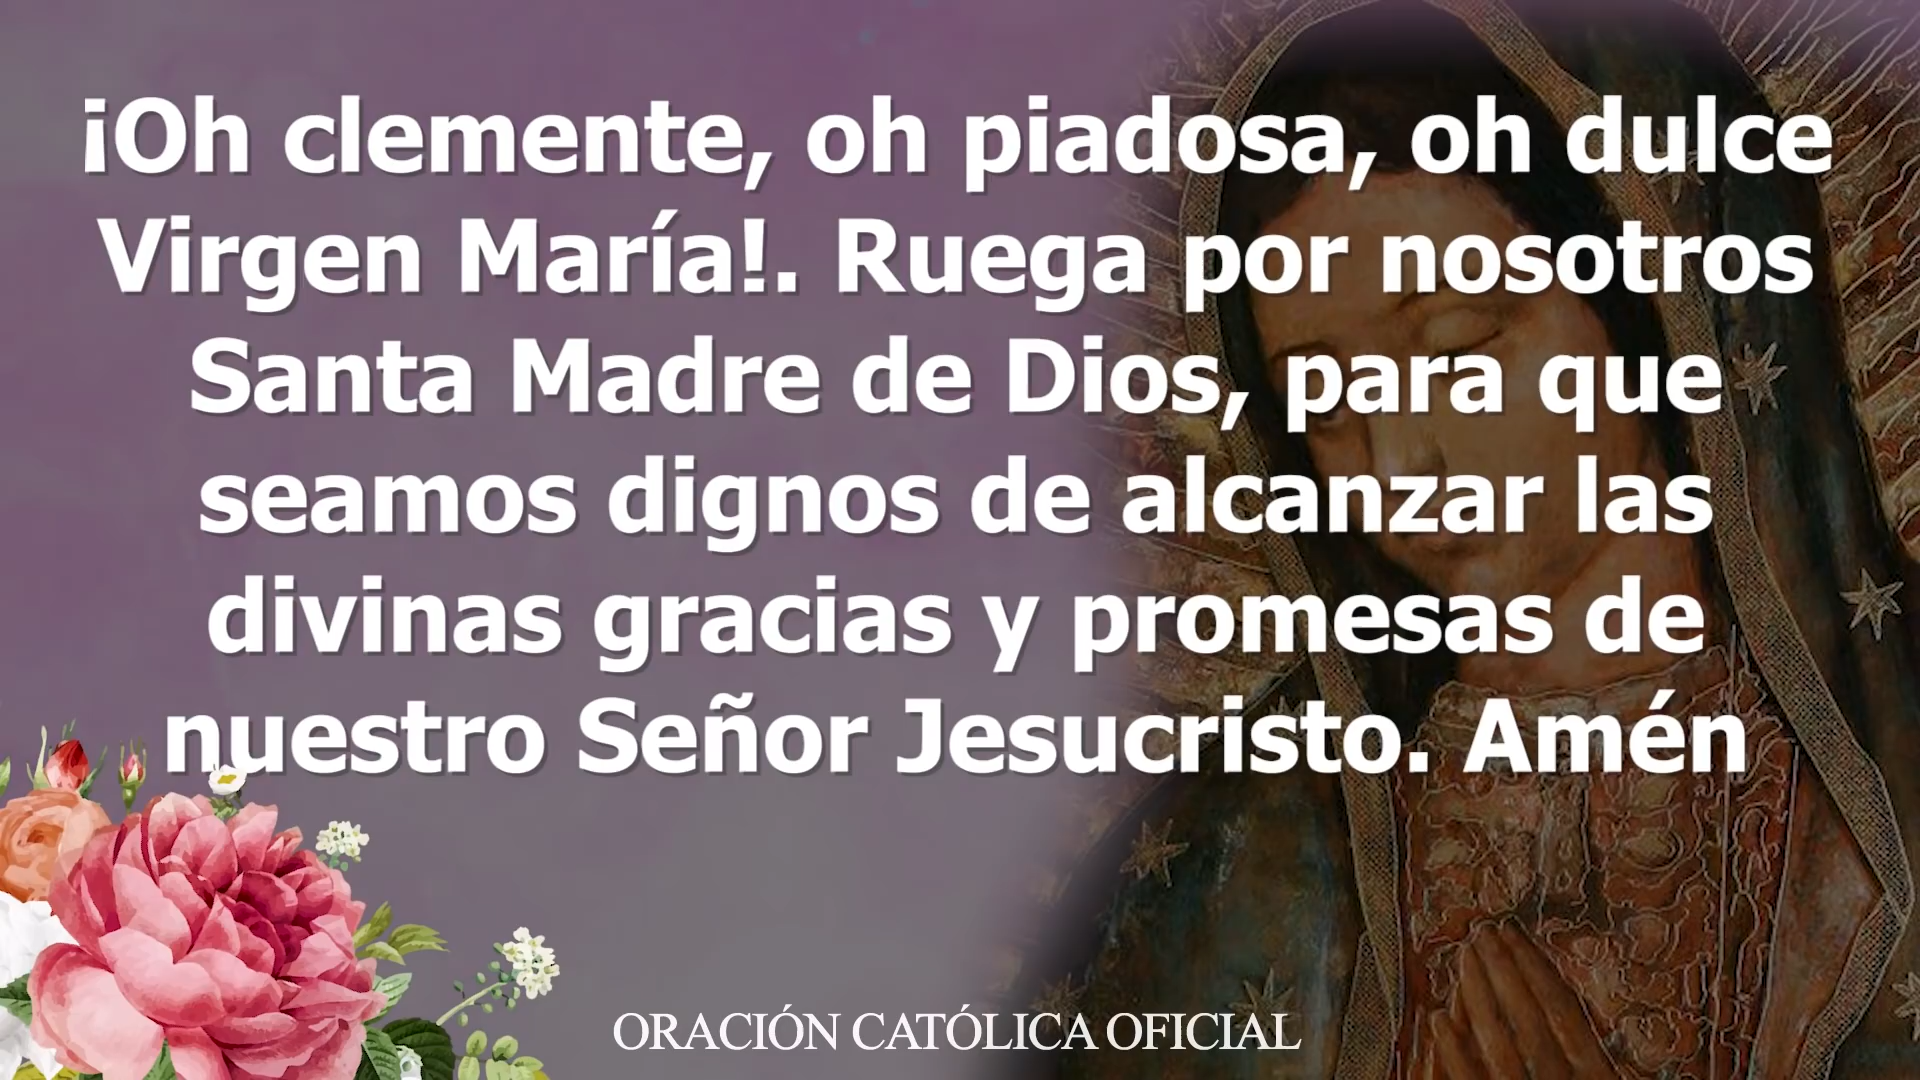 ¡Oh clemente, oh piadosa, oh dulce
Virgen María!. Ruega por nosotros
Santa Madre de Dios, para que
seamos dignos de alcanzar las
divinas gracias y promesas de
nuestro Señor Jesucristo. Amén
ORACIÓN CATÓLICA OFICIAL